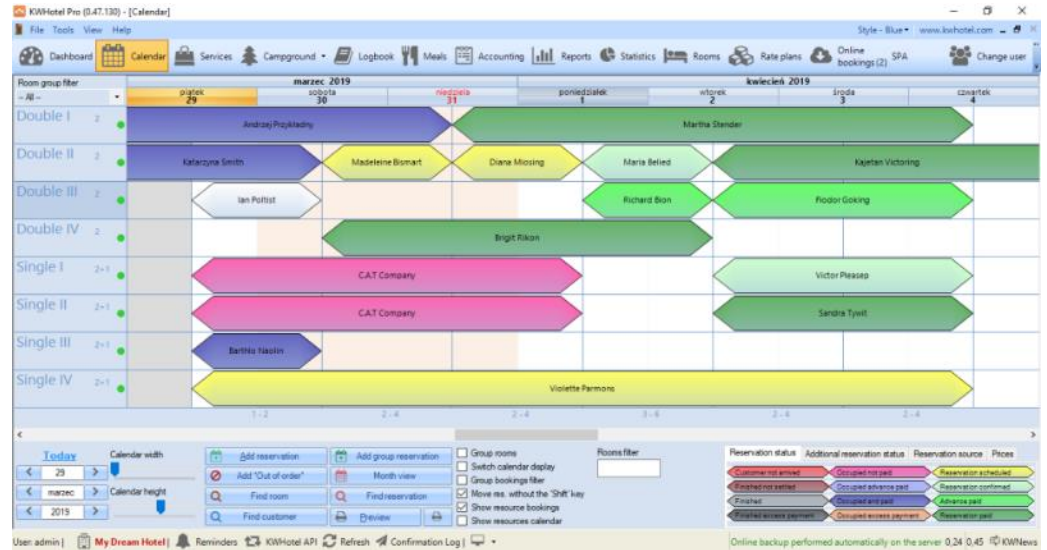 KWHotel Pro (0.47.130) - [Calendar]
File Tools View Help Style - Blue www.kwhotel.com
Dashboard Calendar Services Campground Logbook Meals Accounting Reports Statistics Rooms Rate plans Online bookings (2) SPA Change user
Room group filter marzec 2019 kwiecień 2019
-- All -- piątek sobota niedziela poniedziałek wtorek środa czwartek
29 30 31 1 2 3 4
Double I 2 Andrzej Przykładny Martha Stender
Double II 2 Katarzyna Smith Madeleine Bismart Diana Miosing Maria Belied Kajetan Victoring
Double III 2 Ian Poltist Richard Bion Fiodor Goking
Double IV 2 Brigit Rikon
Single I 2+1 C.A.T Company Victor Pleasep
Single II 2+1 C.A.T Company Sandra Tywit
Single III 2+1 Barthio Naolin
Single IV 2+1 Violette Parmons
1 - 2 2 - 4 2 - 4 3 - 6 2 - 4 2 - 4
Today Calendar width Add reservation Add group reservation Group rooms Rooms filter Reservation status Additional reservation status Reservation source Prices
29 Add "Out of order" Month view Switch calendar display Customer not arrived Occupied not paid Reservation scheduled
marzec Calendar height Find room Find reservation Group bookings filter Finished not settled Occupied advance paid Reservation confirmed
2019 Find customer Preview Move res. without the 'Shift' key Finished Occupied and paid Advance paid
Show resource bookings Finished excess payment Occupied excess payment Reservation paid
Show resources calendar
User: admin | My Dream Hotel | Reminders KWHotel API Refresh Confirmation Log | Online backup performed automatically on the server 0,24 0,45 KWNews